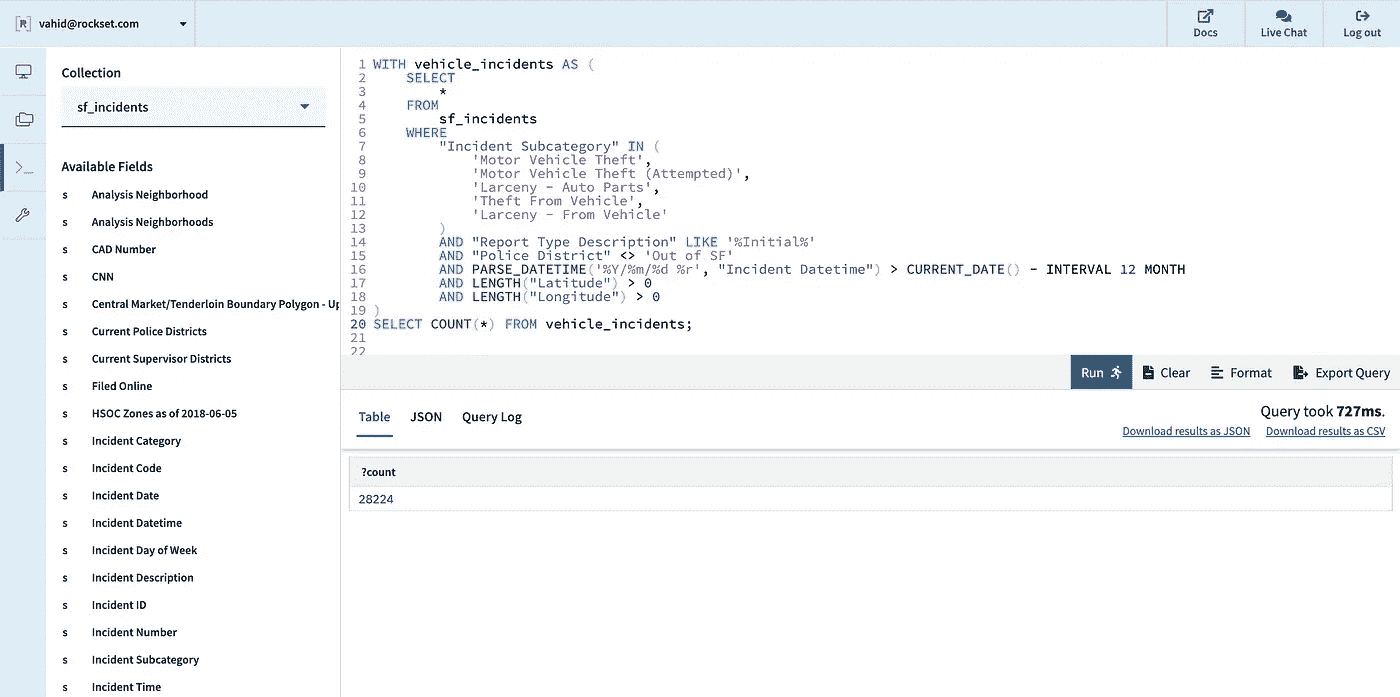 [R] vahid@rockset.com
Docs
Live Chat
Log out
Collection
sf_incidents
Available Fields
s Analysis Neighborhood
s Analysis Neighborhoods
s CAD Number
s CNN
s Central Market/Tenderloin Boundary Polygon - Up
s Current Police Districts
s Current Supervisor Districts
s Filed Online
s HSOC Zones as of 2018-06-05
s Incident Category
s Incident Code
s Incident Date
s Incident Datetime
s Incident Day of Week
s Incident Description
s Incident ID
s Incident Number
s Incident Subcategory
s Incident Time
1 WITH vehicle_incidents AS (
2 SELECT
3 *
4 FROM
5 sf_incidents
6 WHERE
7 "Incident Subcategory" IN (
8 'Motor Vehicle Theft',
9 'Motor Vehicle Theft (Attempted)',
10 'Larceny - Auto Parts',
11 'Theft From Vehicle',
12 'Larceny - From Vehicle'
13 )
14 AND "Report Type Description" LIKE '%Initial%'
15 AND "Police District" <> 'Out of SF'
16 AND PARSE_DATETIME('%Y/%m/%d %r', "Incident Datetime") > CURRENT_DATE() - INTERVAL 12 MONTH
17 AND LENGTH("Latitude") > 0
18 AND LENGTH("Longitude") > 0
19 )
20 SELECT COUNT(*) FROM vehicle_incidents;
21
22
Run
Clear
Format
Export Query
Table
JSON
Query Log
Query took 727ms.
Download results as JSON
Download results as CSV
?count
28224